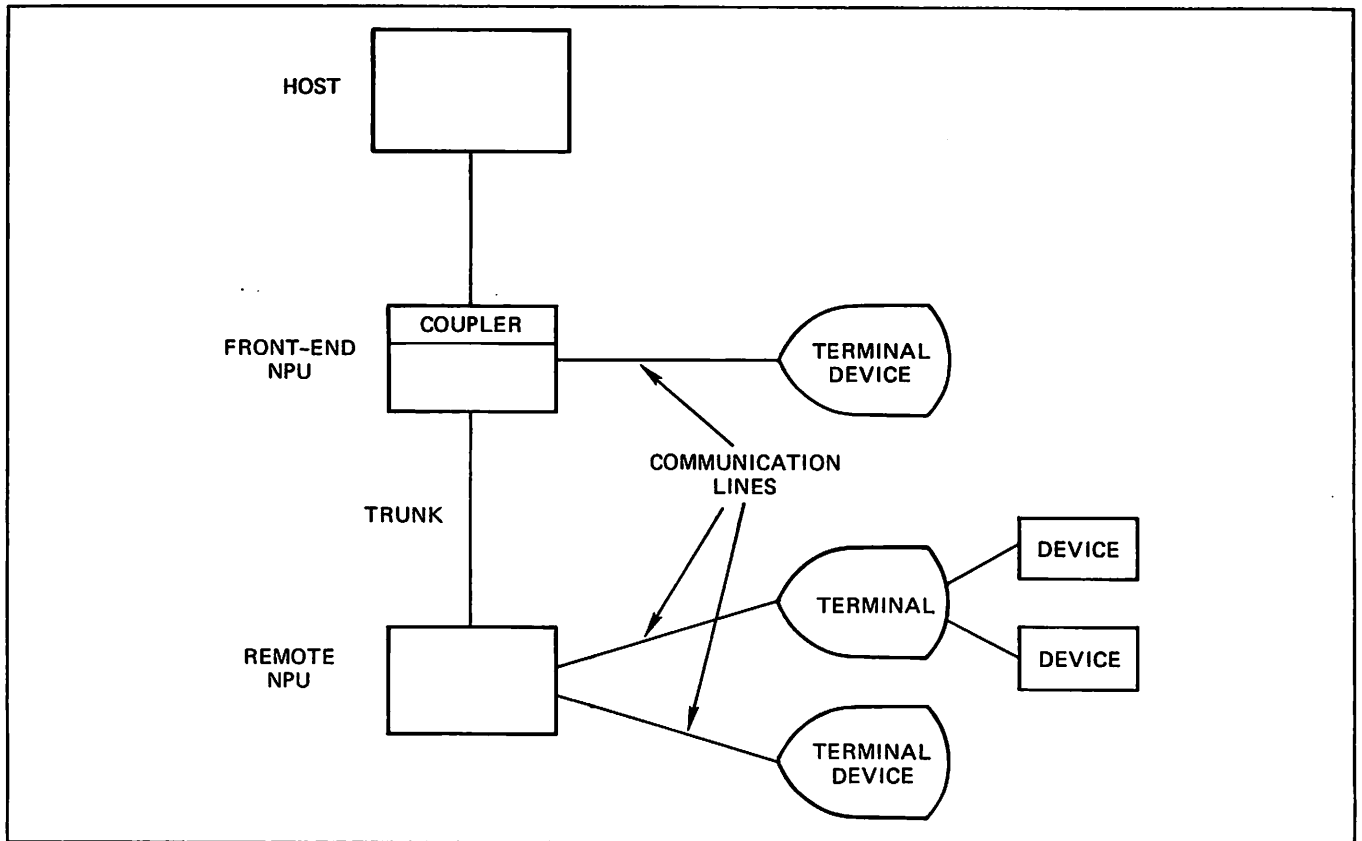 HOST
COUPLER
FRONT-END
NPU
TERMINAL
DEVICE
COMMUNICATION
LINES
TRUNK
DEVICE
TERMINAL
DEVICE
REMOTE
NPU
TERMINAL
DEVICE